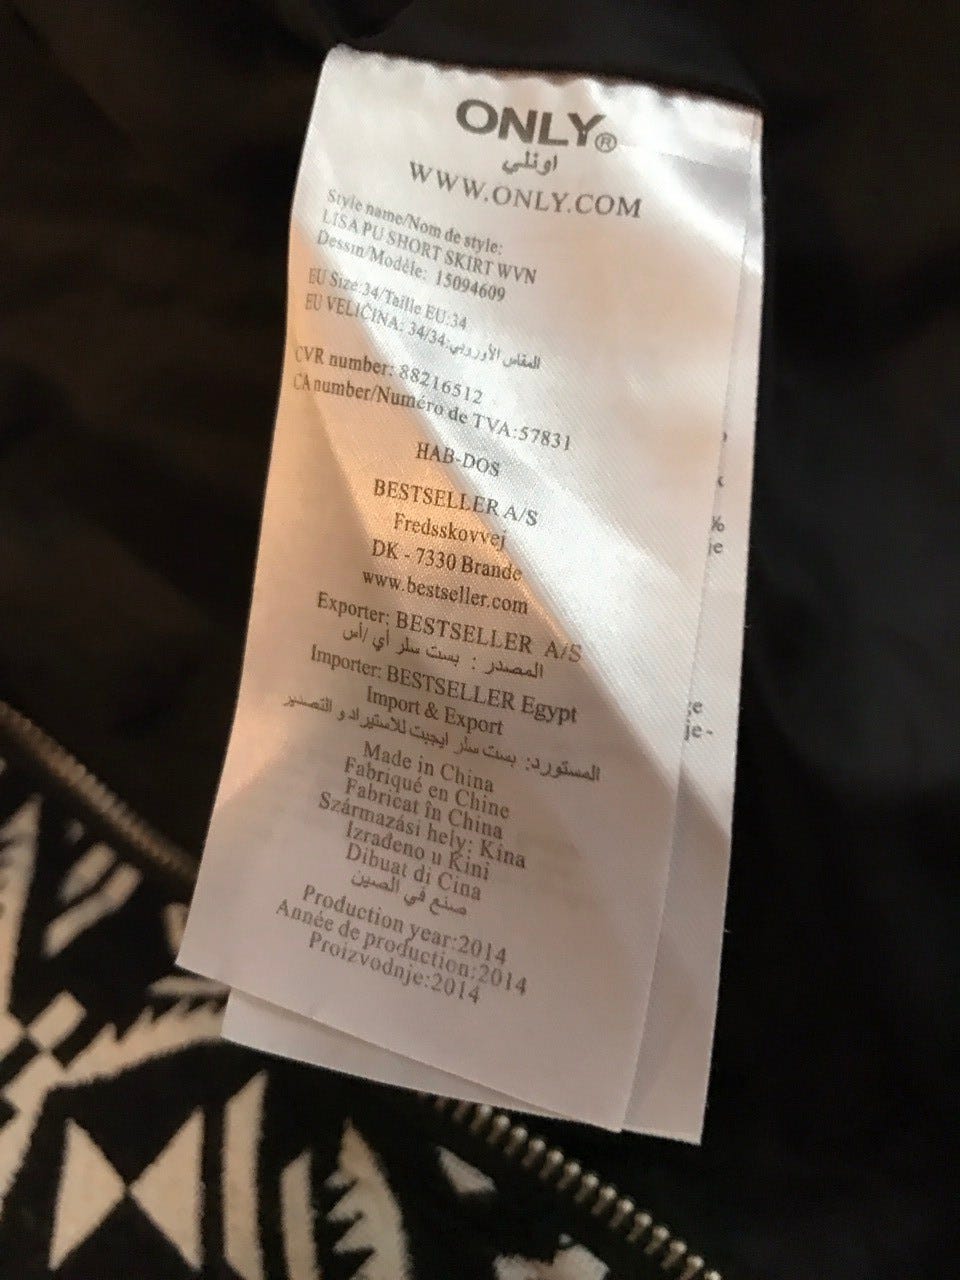 ONLY®
اونلي
WWW.ONLY.COM
Style name/Nom de style:
LISA PU SHORT SKIRT WVN
Dessin/Modèle: 15094609
EU Size:34/Taille EU:34
EU VELIČINA: 34/34:المقاس الأوروبي
CVR number: 88216512
CA number/Numéro de TVA:57831
HAB-DOS
BESTSELLER A/S
Fredsskovvej
DK - 7330 Brande
www.bestseller.com
Exporter: BESTSELLER A/S
المصدر : بست سلر أي /أس
Importer: BESTSELLER Egypt
Import & Export
المستورد: بست سلر ايجيبت للاستيراد و التصدير
Made in China
Fabriqué en Chine
Fabricat în China
Származási hely: Kína
Izrađeno u Kini
Dibuat di Cina
صنع في الصين
Production year:2014
Année de production:2014
Proizvodnje:2014